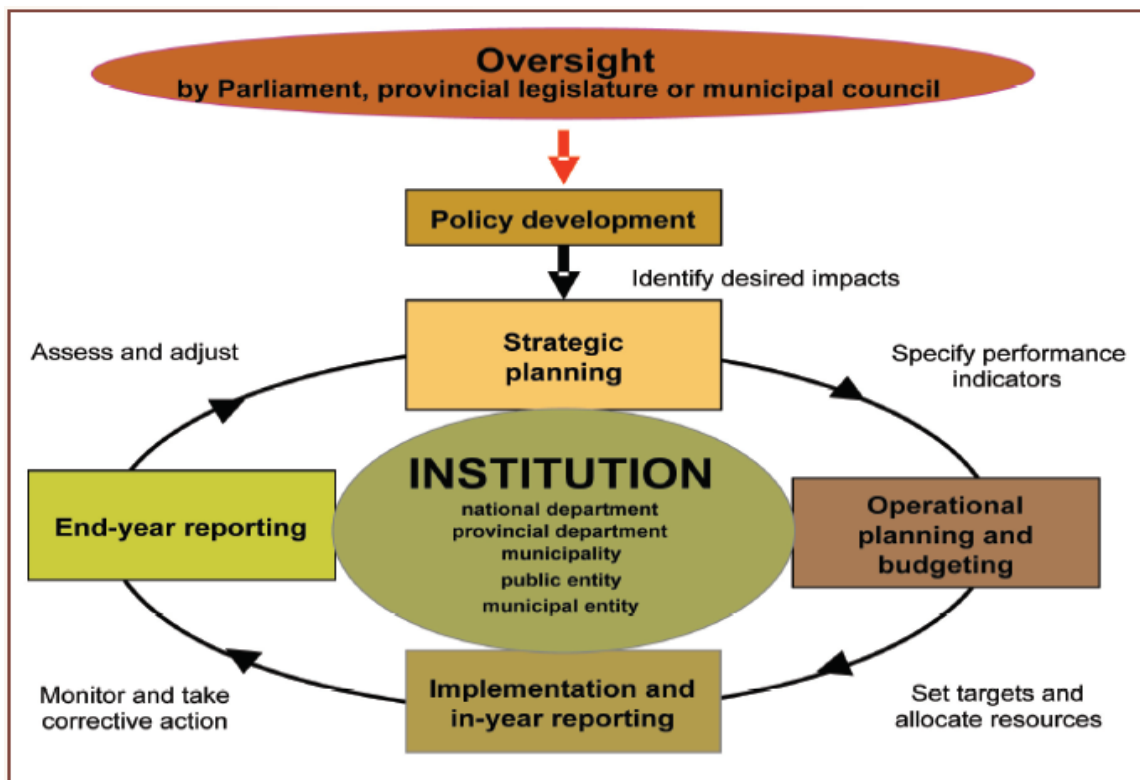 Oversight
by Parliament, provincial legislature or municipal council
Policy development
Identify desired impacts
Strategic
planning
Assess and adjust
Specify performance
indicators
INSTITUTION
national department
provincial department
municipality
public entity
municipal entity
End-year reporting
Operational
planning and
budgeting
Implementation and
in-year reporting
Monitor and take
corrective action
Set targets and
allocate resources